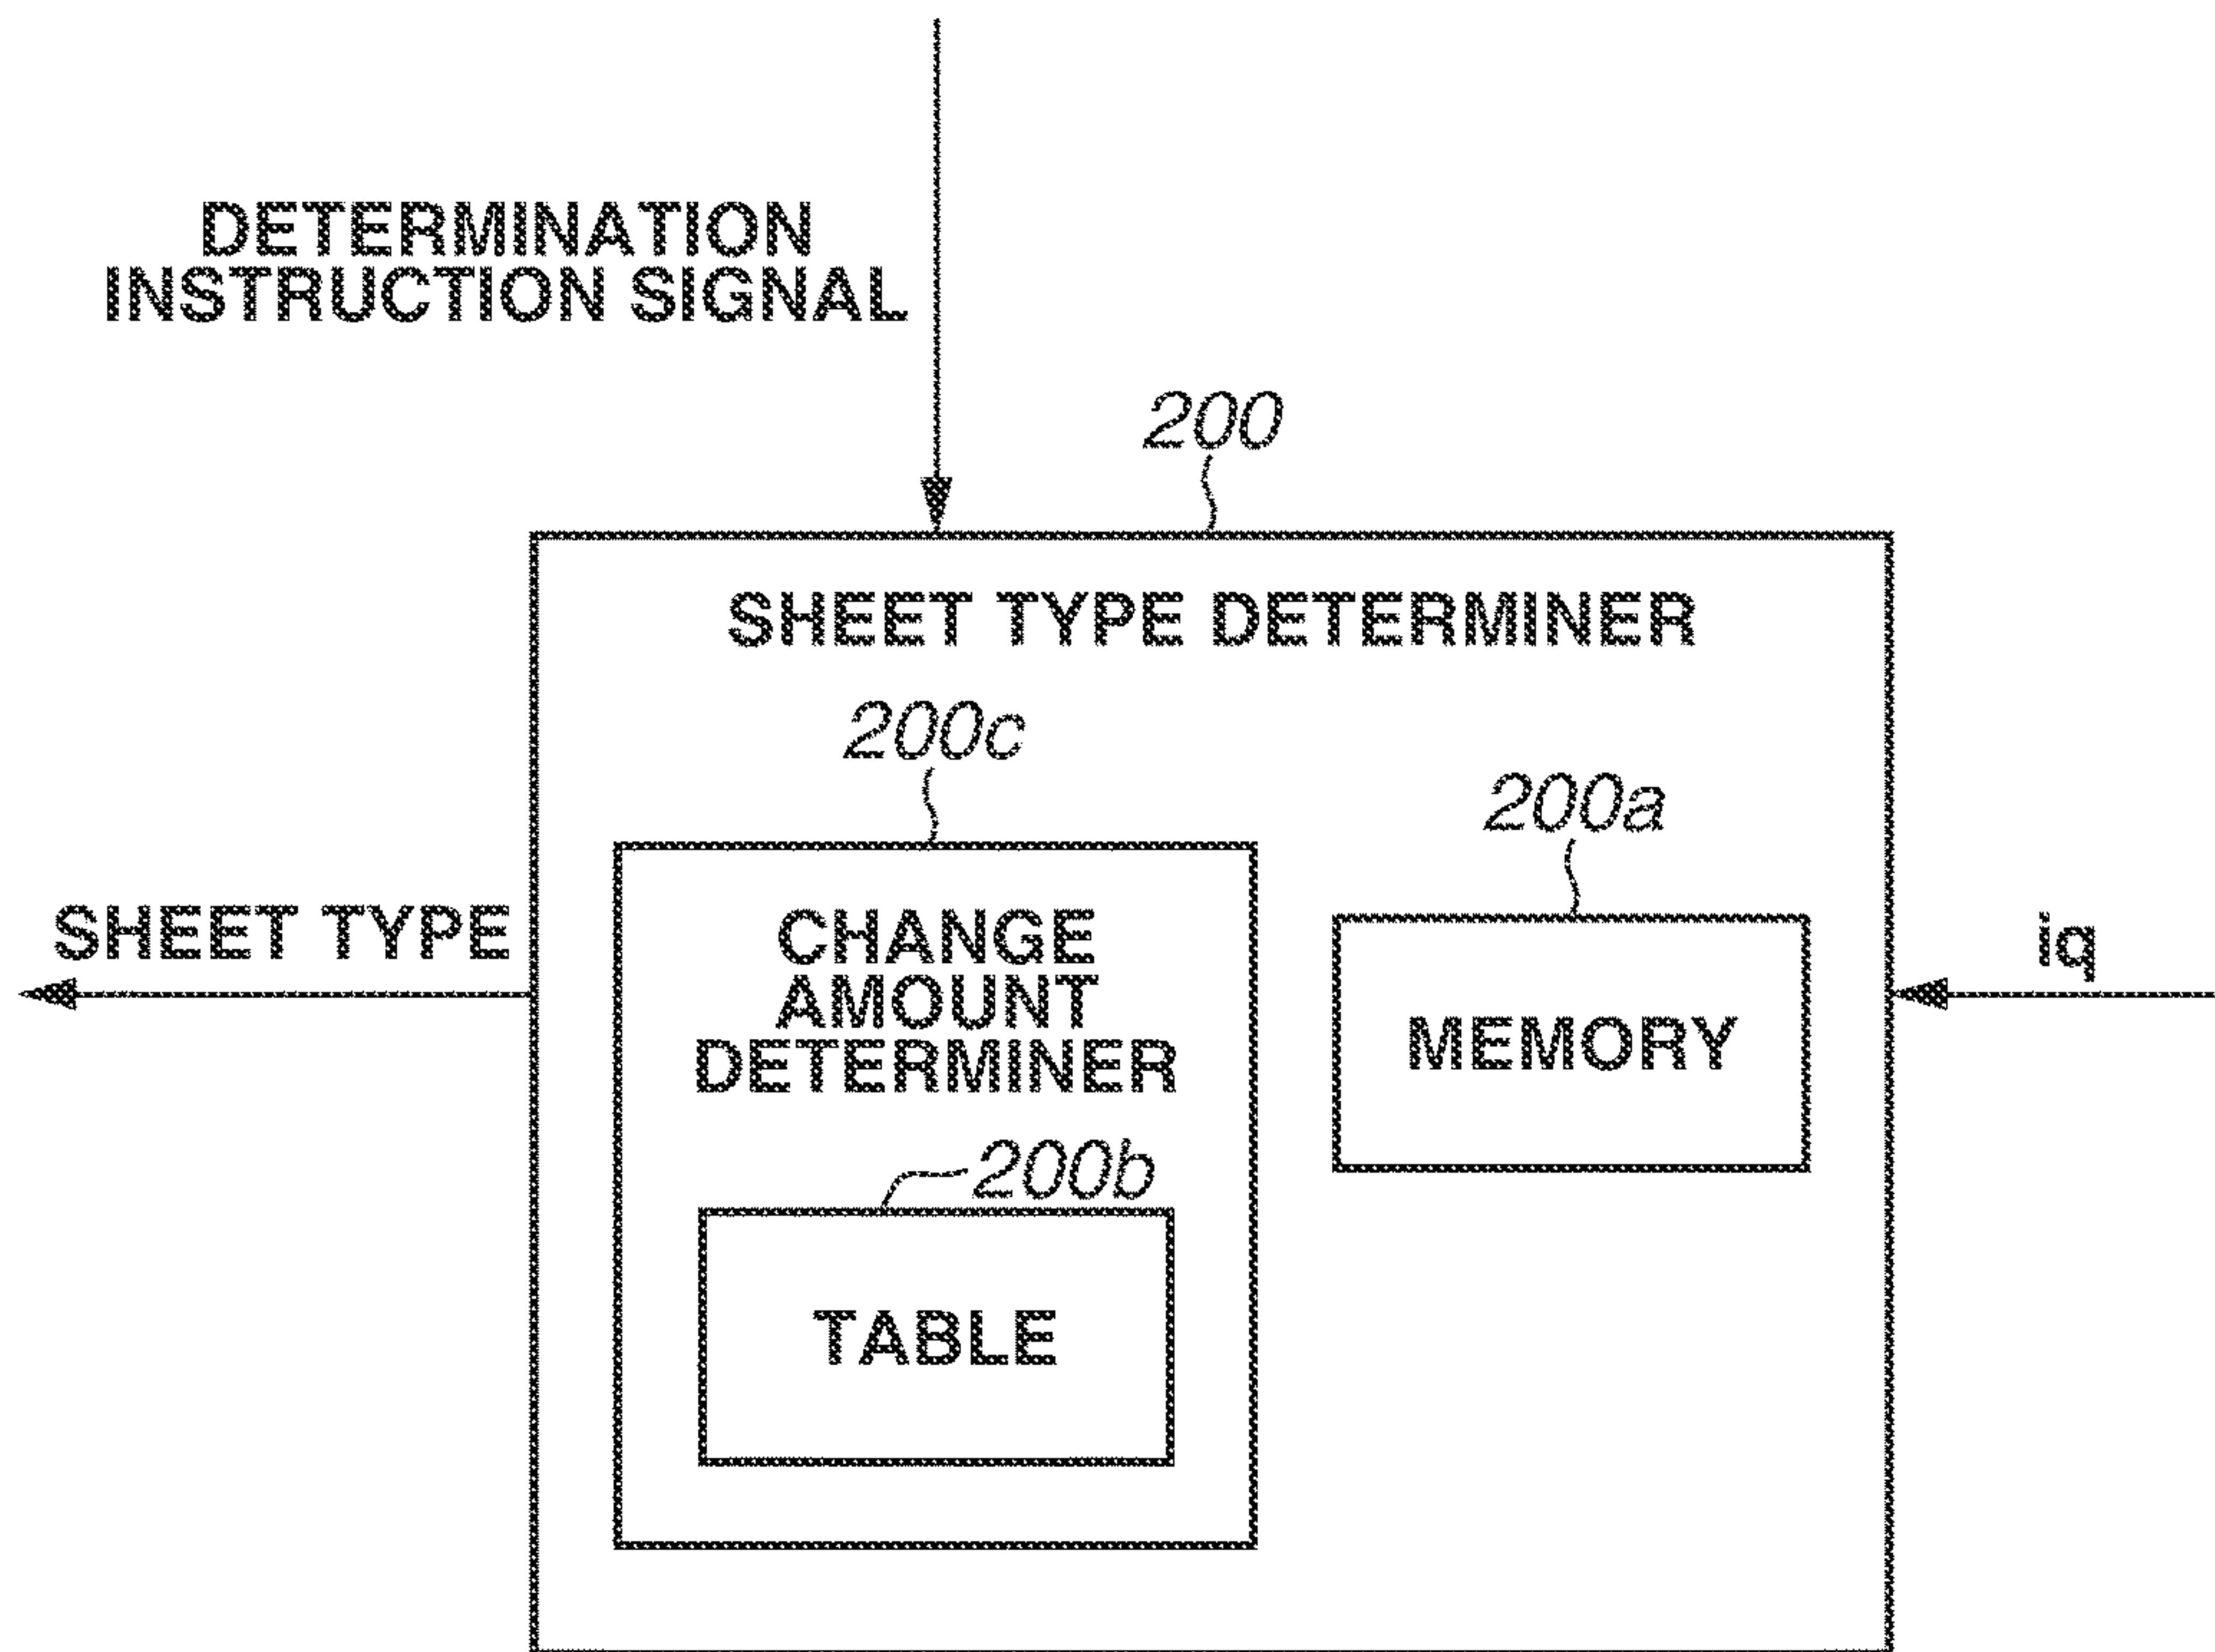 DETERMINATION
INSTRUCTION SIGNAL
200
SHEET TYPE DETERMINER
200c
200a
SHEET TYPE
CHANGE
AMOUNT
DETERMINER
MEMORY
iq
200b
TABLE